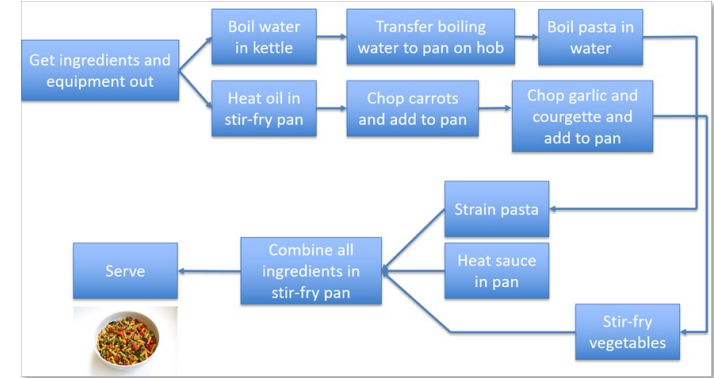 Get ingredients and
equipment out
Boil water
in kettle
Transfer boiling
water to pan on hob
Boil pasta in
water
Heat oil in
stir-fry pan
Chop carrots
and add to pan
Chop garlic and
courgette and
add to pan
Strain pasta
Heat sauce
in pan
Stir-fry
vegetables
Combine all
ingredients in
stir-fry pan
Serve